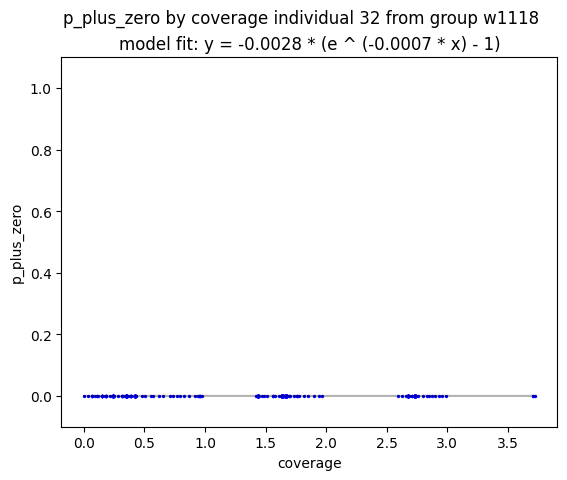 p_plus_zero by coverage individual 32 from group w1118
model fit: y = -0.0028 * (e ^ (-0.0007 * x) - 1)
1.0
0.8
0.6
0.4
0.2
0.0
p_plus_zero
0.0 0.5 1.0 1.5 2.0 2.5 3.0 3.5
coverage